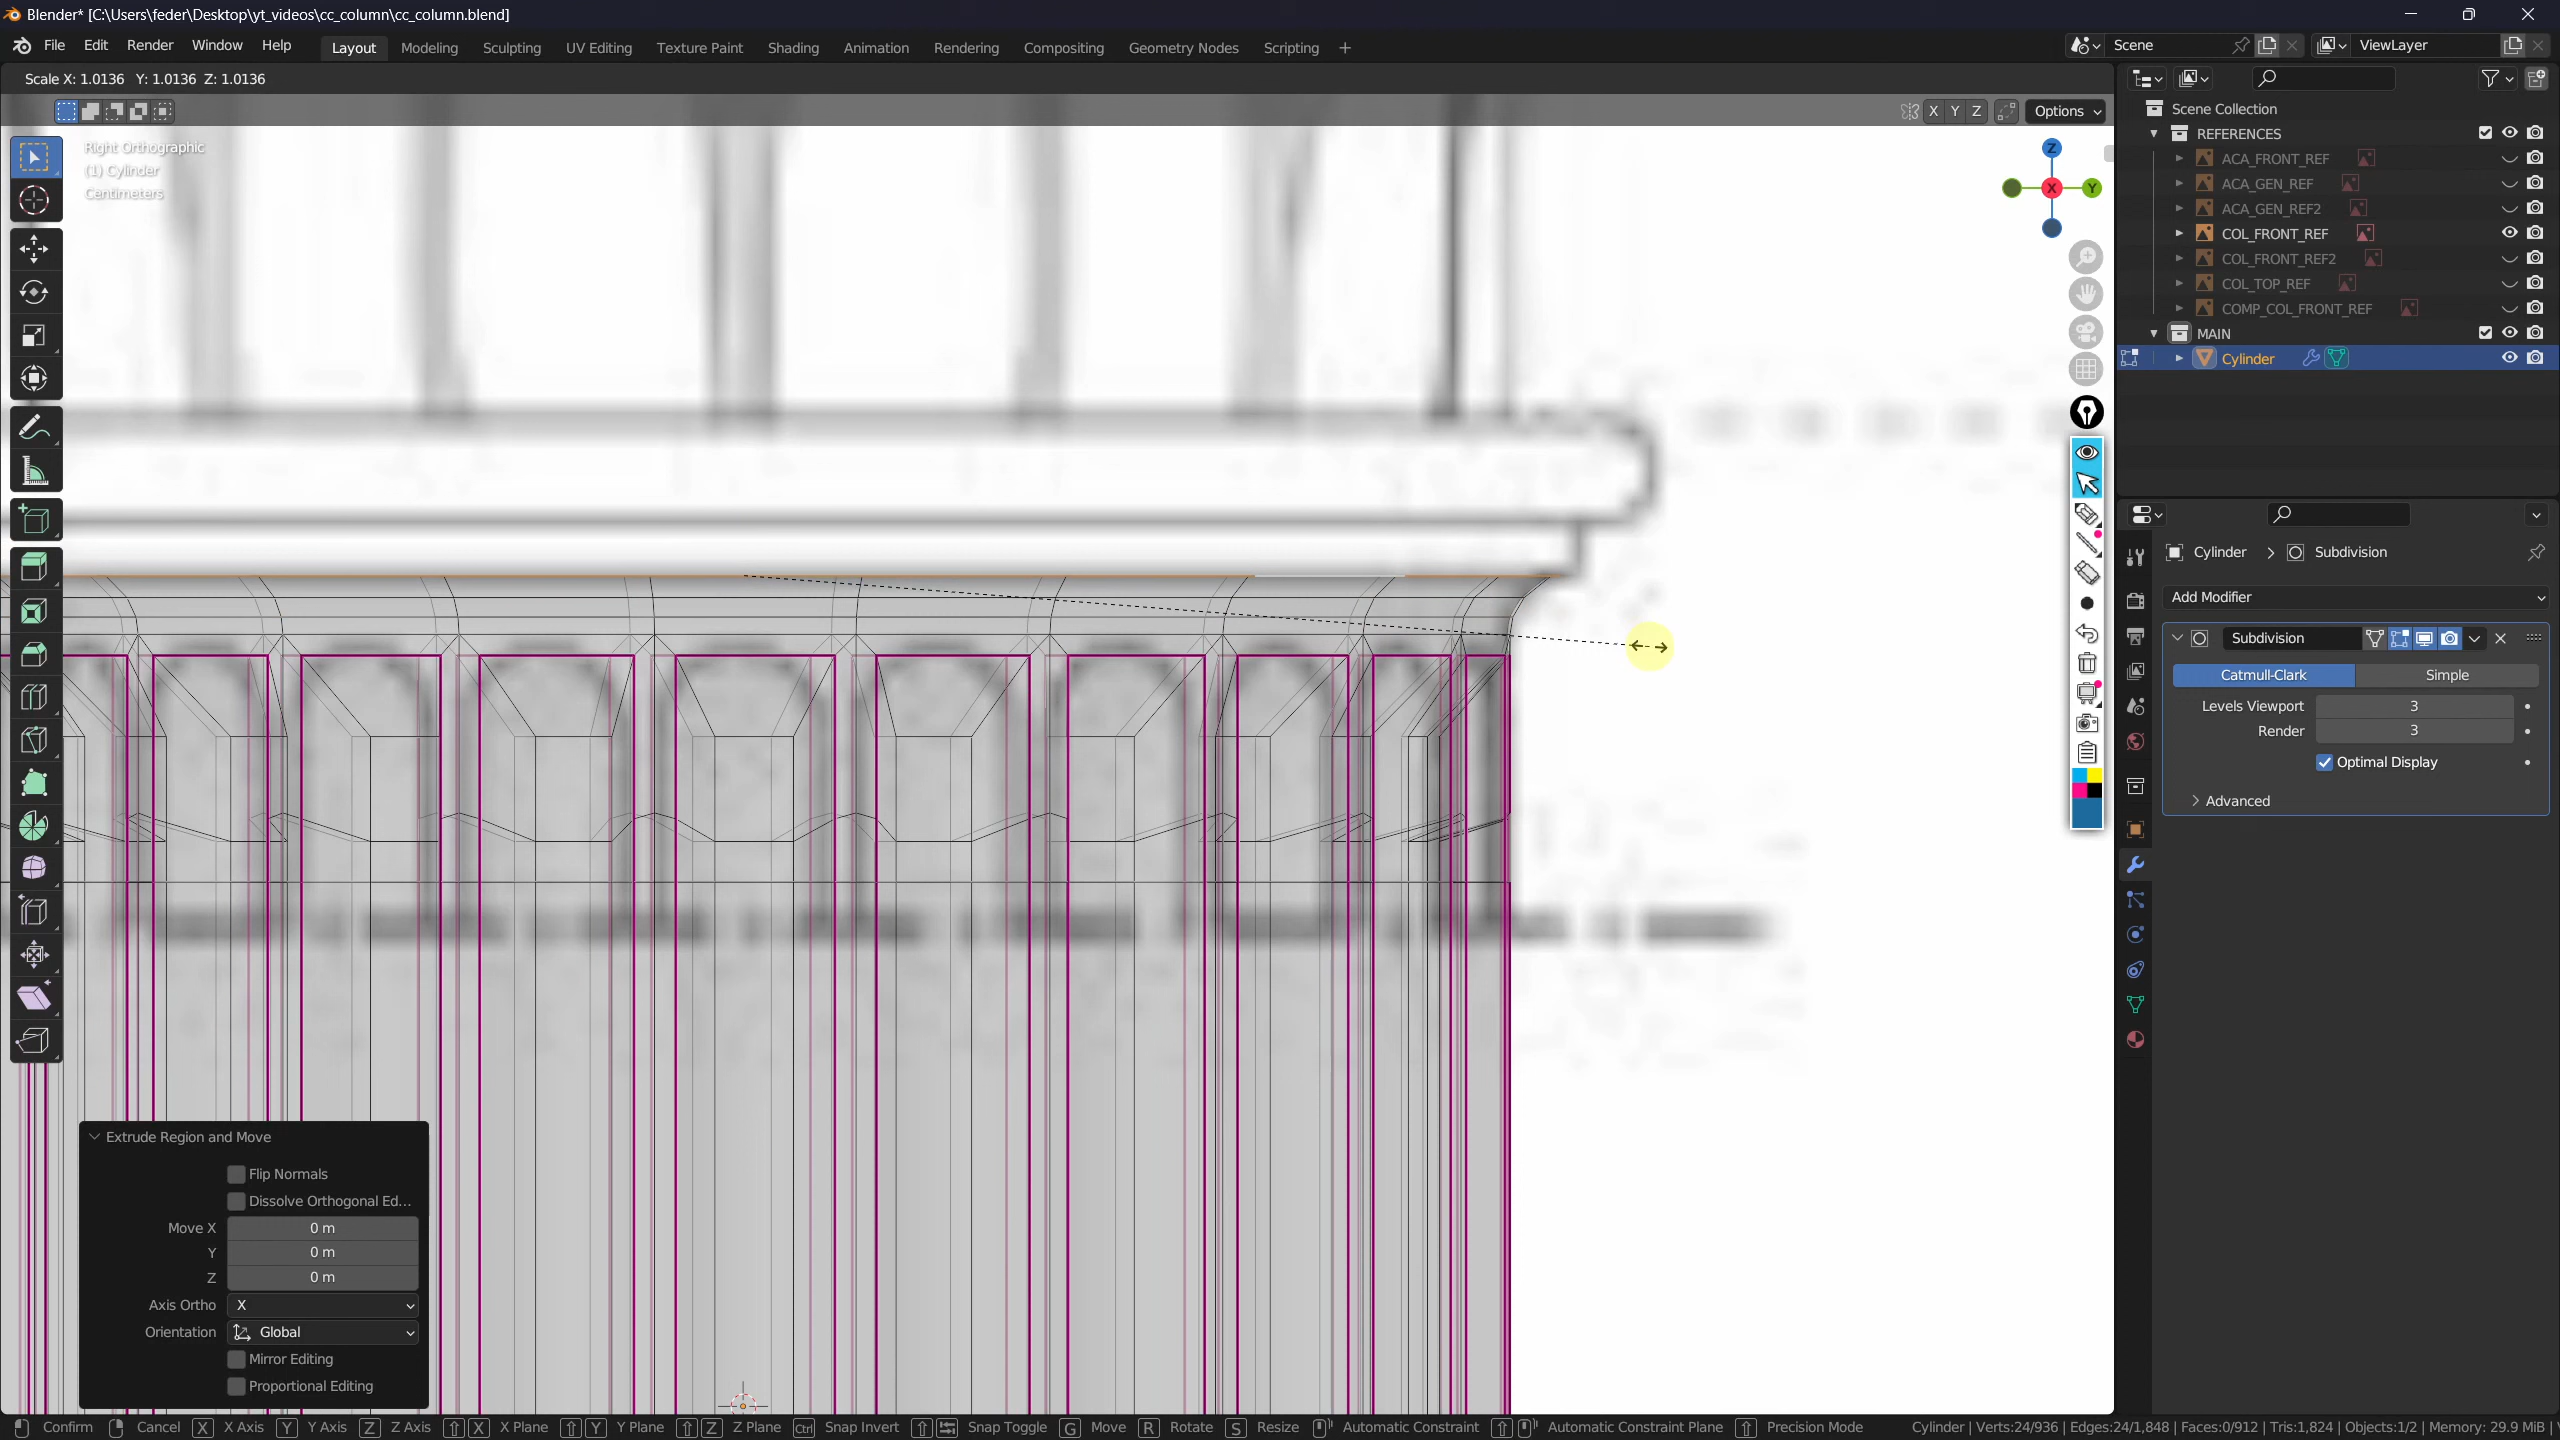 Blender* [C:\Users\feder\Desktop\yt_videos\cc_column\cc_column.blend]
File Edit Render Window Help Layout Modeling Sculpting UV Editing Texture Paint Shading Animation Rendering Compositing Geometry Nodes Scripting +
Scene
ViewLayer
Scale X: 1.0136 Y: 1.0136 Z: 1.0136
X Y Z Options
Right Orthographic
(1) Cylinder
Centimeters
Z
X
Y
Scene Collection
REFERENCES
ACA_FRONT_REF
ACA_GEN_REF
ACA_GEN_REF2
COL_FRONT_REF
COL_FRONT_REF2
COL_TOP_REF
COMP_COL_FRONT_REF
MAIN
Cylinder
Cylinder > Subdivision
Add Modifier
Subdivision
Catmull-Clark Simple
Levels Viewport 3
Render 3
Optimal Display
Advanced
Extrude Region and Move
Flip Normals
Dissolve Orthogonal Ed...
Move X 0 m
Y 0 m
Z 0 m
Axis Ortho X
Orientation Global
Mirror Editing
Proportional Editing
Confirm Cancel X X Axis Y Y Axis Z Z Axis X X Plane Y Y Plane Z Z Plane Ctrl Snap Invert Snap Toggle G Move R Rotate S Resize Automatic Constraint Automatic Constraint Plane Precision Mode Cylinder | Verts:24/936 | Edges:24/1,848 | Faces:0/912 | Tris:1,824 | Objects:1/2 | Memory: 29.9 MiB |